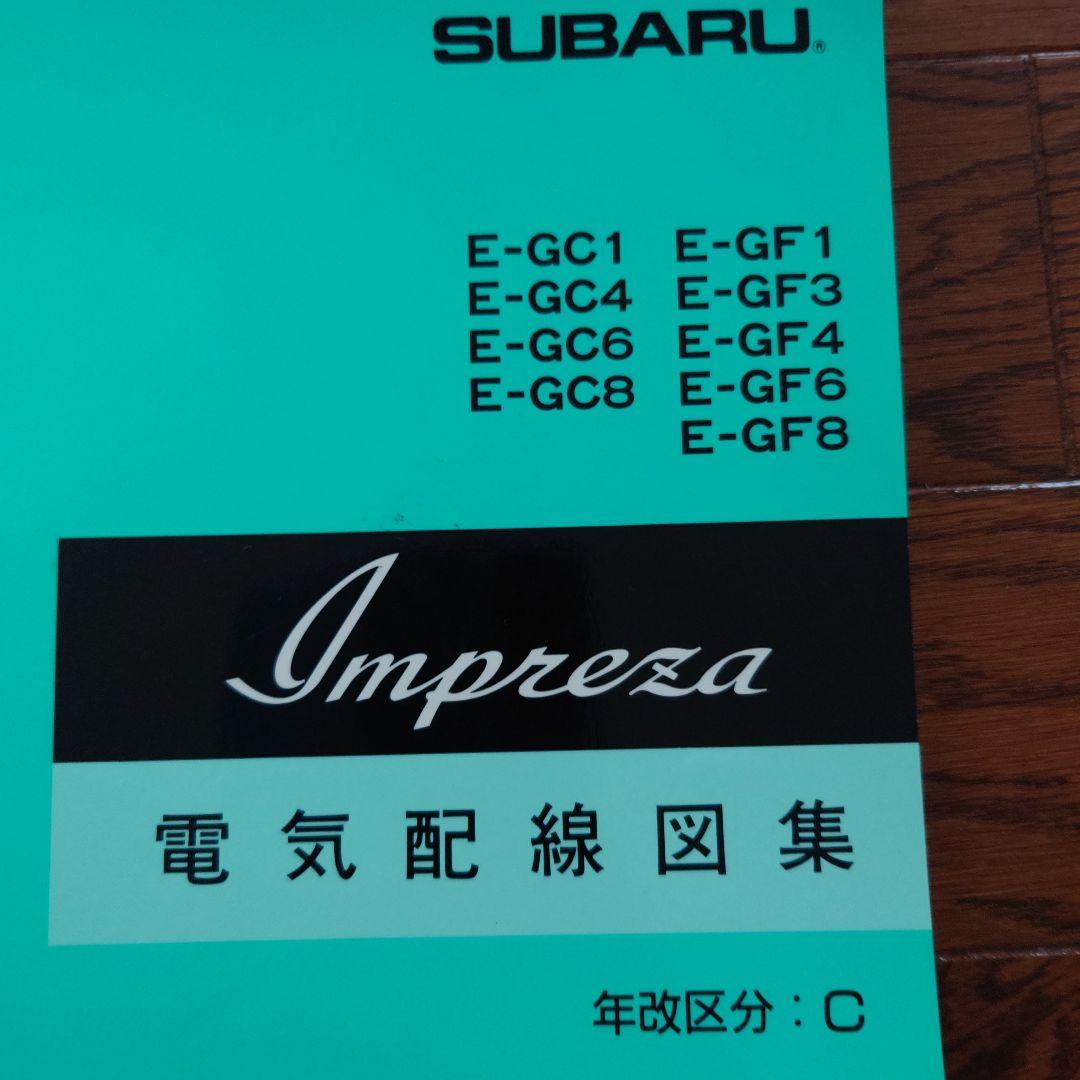 SUBARU®
E-GC1 E-GF1
E-GC4 E-GF3
E-GC6 E-GF4
E-GC8 E-GF6
E-GF8
Impreza
電気配線図集
年改区分：C